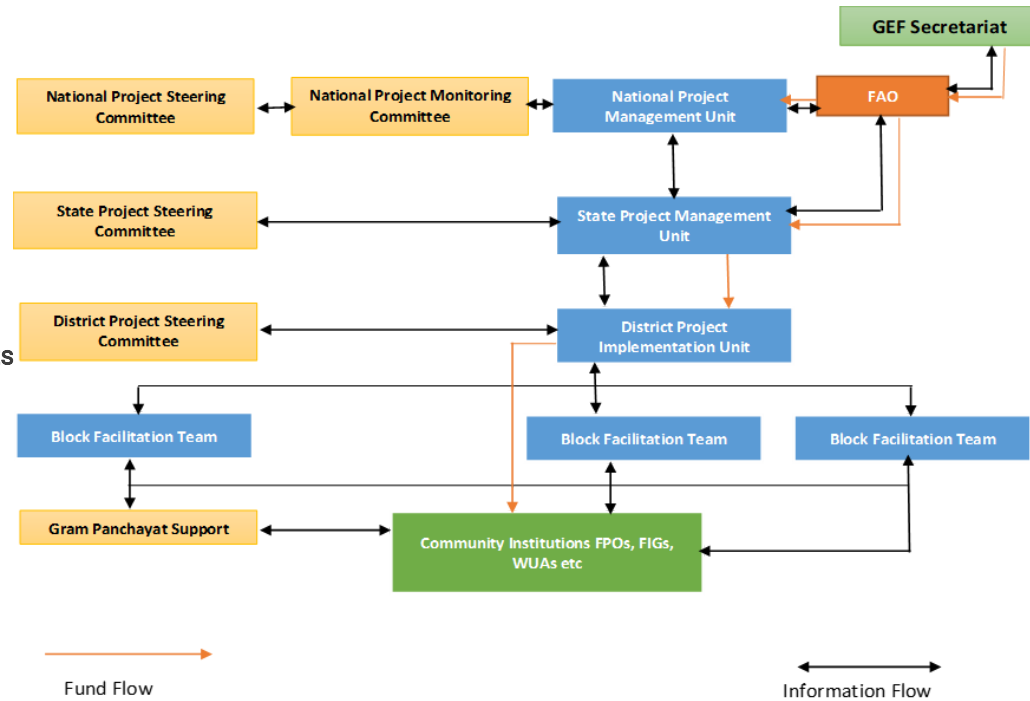 GEF Secretariat
National Project Steering
Committee
National Project Monitoring
Committee
National Project
Management Unit
FAO
State Project Steering
Committee
State Project Management
Unit
District Project Steering
Committee
District Project
Implementation Unit
S
Block Facilitation Team
Block Facilitation Team
Block Facilitation Team
Gram Panchayat Support
Community Institutions FPOs, FIGs,
WUAs etc
Fund Flow
Information Flow